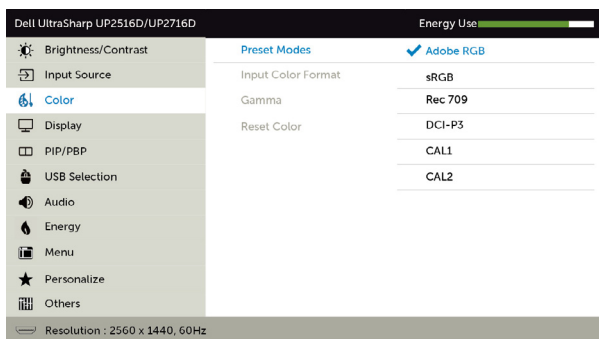 Dell UltraSharp UP2516D/UP2716D Energy Use
Brightness/Contrast
Input Source
Color
Display
PIP/PBP
USB Selection
Audio
Energy
Menu
Personalize
Others
Preset Modes
Input Color Format
Gamma
Reset Color
Adobe RGB
sRGB
Rec 709
DCI-P3
CAL1
CAL2
Resolution : 2560 x 1440, 60Hz